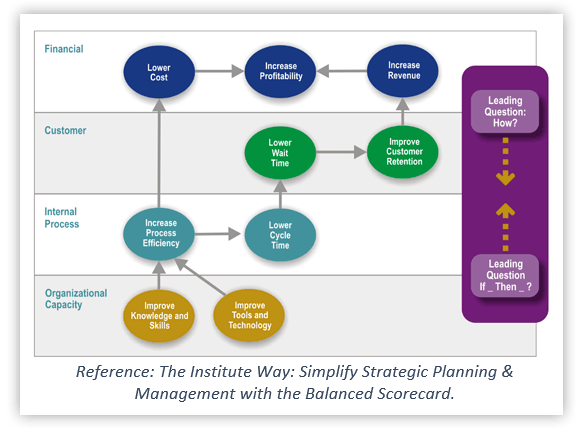 Financial
Lower
Cost
Increase
Profitability
Increase
Revenue
Leading
Question:
How?
Customer
Lower
Wait
Time
Improve
Customer
Retention
Internal
Process
Increase
Process
Efficiency
Lower
Cycle
Time
Leading
Question
If _ Then _ ?
Organizational
Capacity
Improve
Knowledge and
Skills
Improve
Tools and
Technology
Reference: The Institute Way: Simplify Strategic Planning &
Management with the Balanced Scorecard.